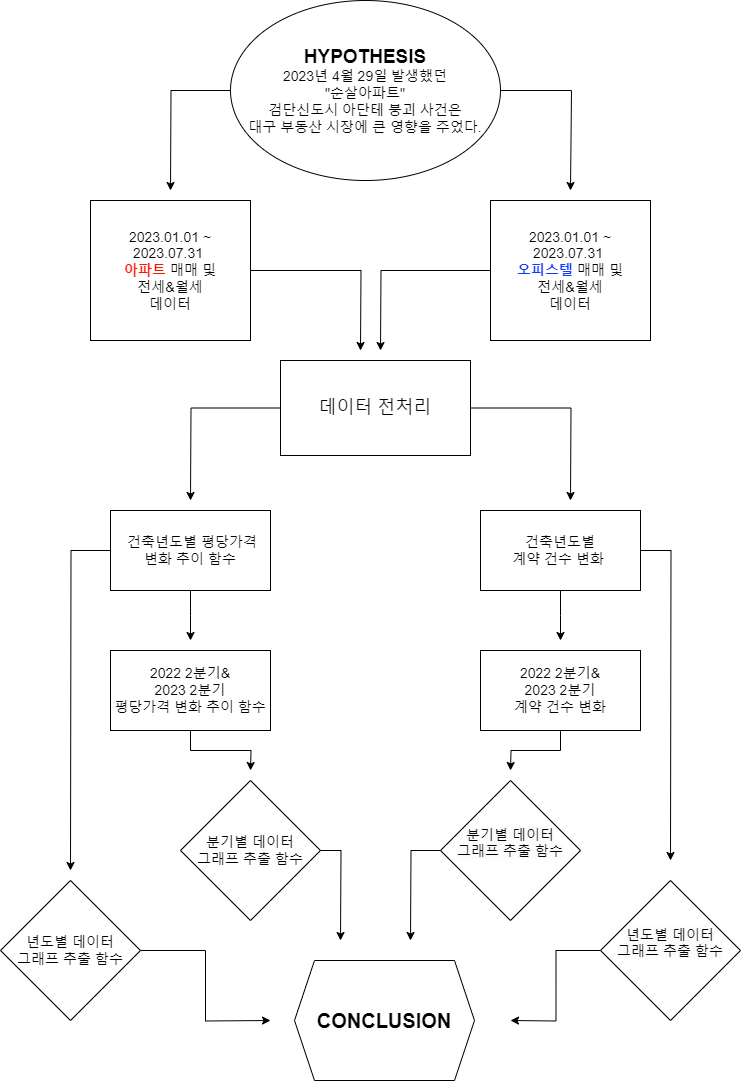 HYPOTHESIS
2023년 4월 29일 발생했던
"순살아파트"
검단신도시 아단테 붕괴 사건은
대구 부동산 시장에 큰 영향을 주었다.
2023.01.01 ~
2023.07.31
아파트 매매 및
전세&월세
데이터
2023.01.01 ~
2023.07.31
오피스텔 매매 및
전세&월세
데이터
데이터 전처리
건축년도별 평당가격
변화 추이 함수
건축년도별
계약 건수 변화
2022 2분기&
2023 2분기
평당가격 변화 추이 함수
2022 2분기&
2023 2분기
계약 건수 변화
분기별 데이터
그래프 추출 함수
분기별 데이터
그래프 추출 함수
년도별 데이터
그래프 추출 함수
년도별 데이터
그래프 추출 함수
CONCLUSION